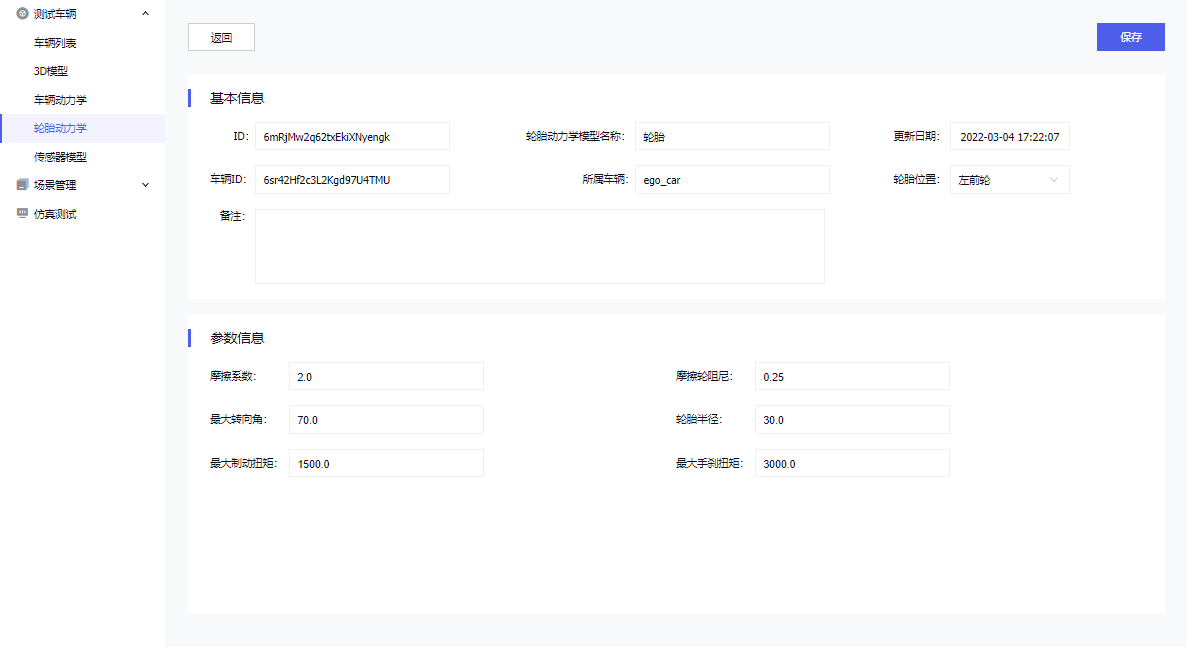 测试车辆
车辆列表
3D模型
车辆动力学
轮胎动力学
传感器模型
场景管理
仿真测试
返回
保存
基本信息
ID: 6mRjMw2q62txEkiXNyengk 轮胎动力学模型名称: 轮胎 更新日期: 2022-03-04 17:22:07
车辆ID: 6sr42Hf2c3L2Kgd97U4TMU 所属车辆: ego_car 轮胎位置: 左前轮
备注:
参数信息
摩擦系数: 2.0 摩擦轮阻尼: 0.25
最大转向角: 70.0 轮胎半径: 30.0
最大制动扭矩: 1500.0 最大手刹扭矩: 3000.0